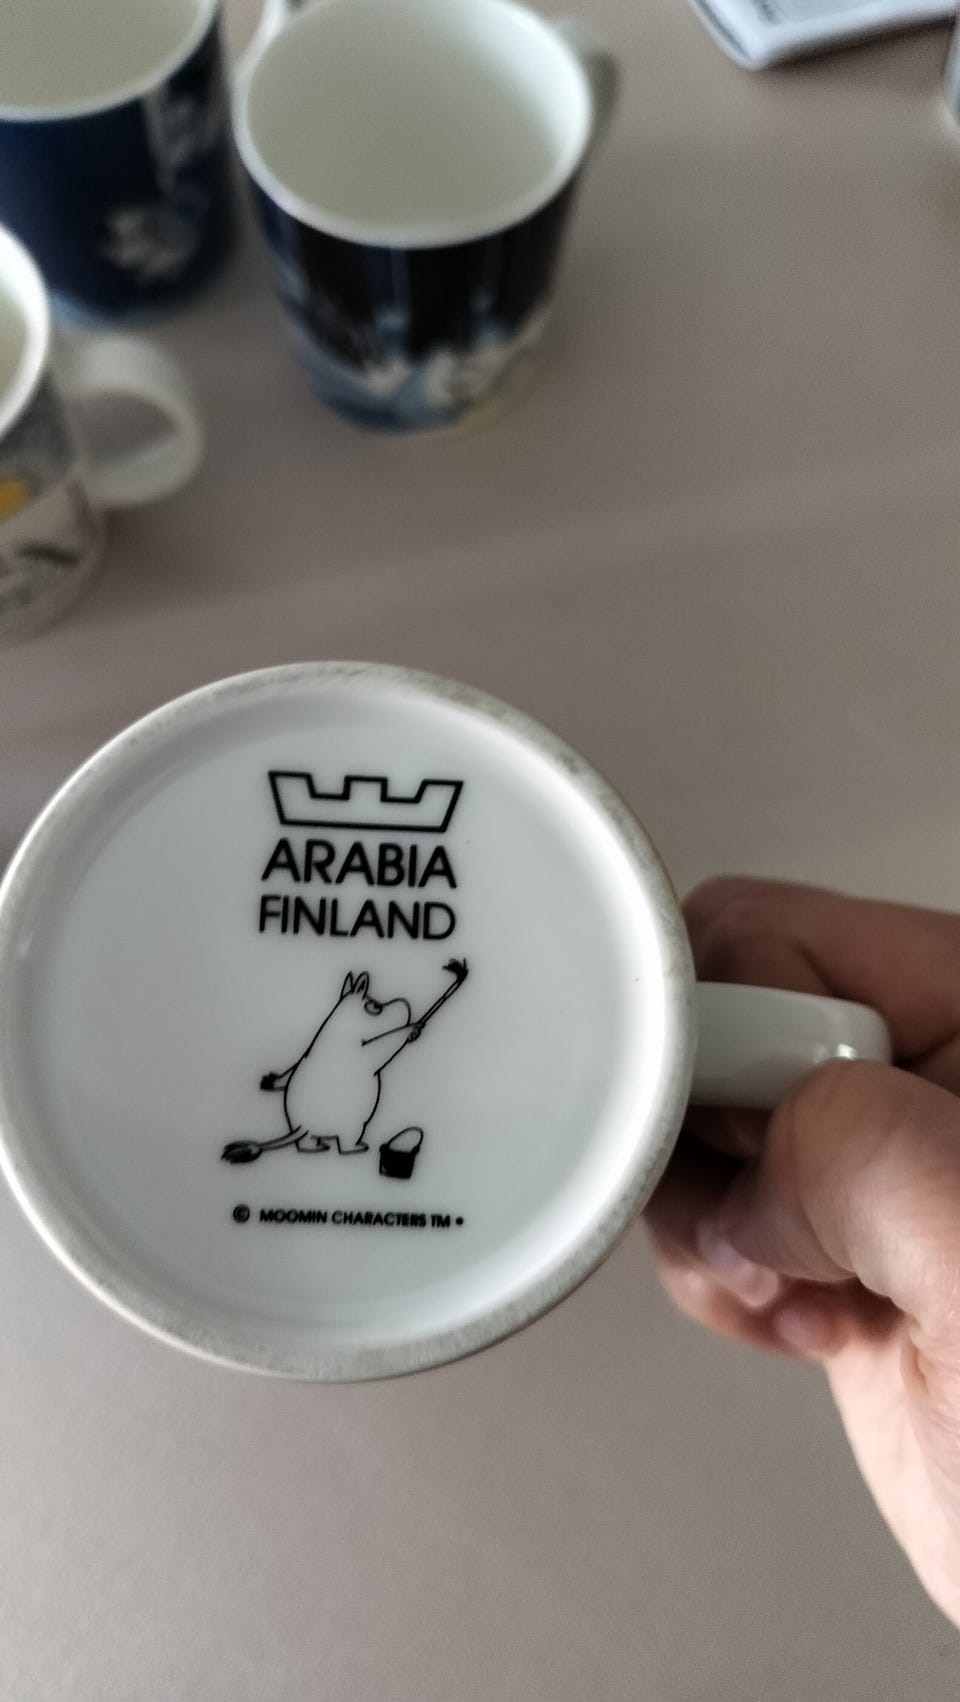 ARABIA
FINLAND
© MOOMIN CHARACTERS TM •